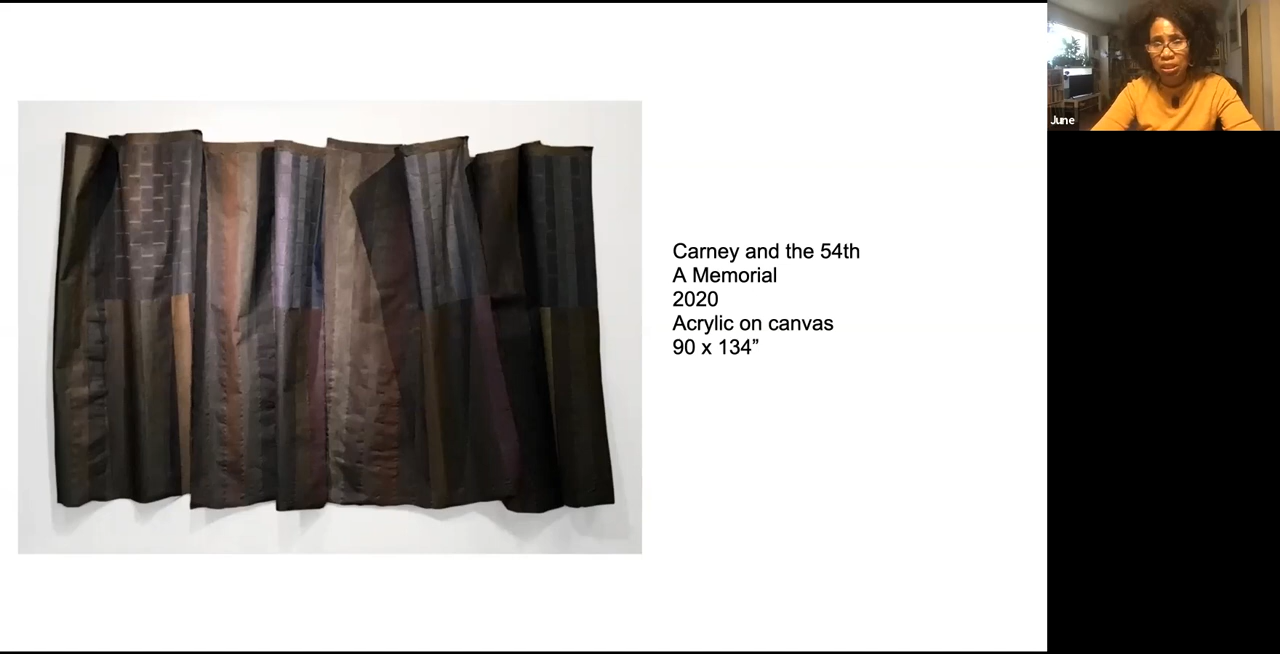 Carney and the 54th
A Memorial
2020
Acrylic on canvas
90 x 134”
June